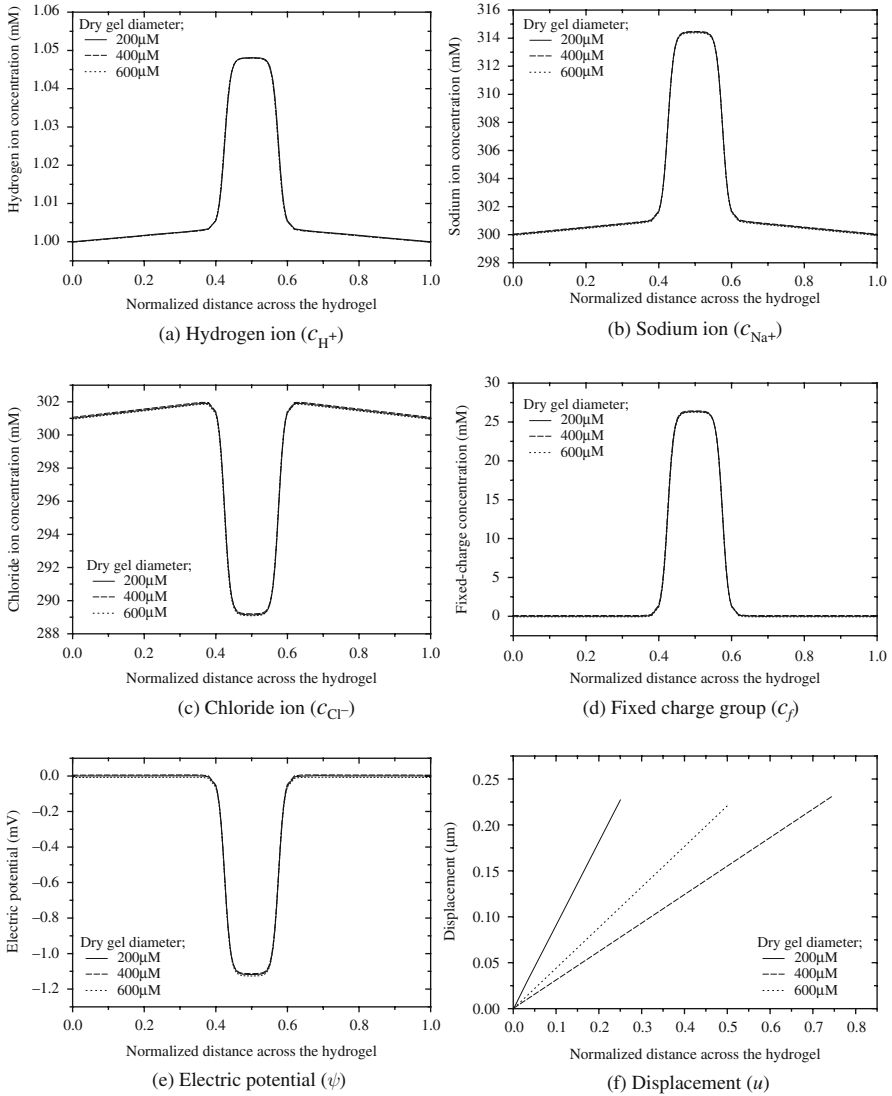 Hydrogen ion concentration (mM)
1.06
1.05
1.04
1.03
1.02
1.01
1.00
Dry gel diameter;
200µM
400µM
600µM
0.0 0.2 0.4 0.6 0.8 1.0
Normalized distance across the hydrogel
(a) Hydrogen ion (c_H+)
Sodium ion concentration (mM)
316
314
312
310
308
306
304
302
300
298
Dry gel diameter;
200µM
400µM
600µM
0.0 0.2 0.4 0.6 0.8 1.0
Normalized distance across the hydrogel
(b) Sodium ion (c_Na+)
Chloride ion concentration (mM)
302
300
298
296
294
292
290
288
Dry gel diameter;
200µM
400µM
600µM
0.0 0.2 0.4 0.6 0.8 1.0
Normalized distance across the hydrogel
(c) Chloride ion (c_Cl–)
Fixed-charge concentration (mM)
30
25
20
15
10
5
0
Dry gel diameter;
200µM
400µM
600µM
0.0 0.2 0.4 0.6 0.8 1.0
Normalized distance across the hydrogel
(d) Fixed charge group (c_f)
Electric potential (mV)
0.0
–0.2
–0.4
–0.6
–0.8
–1.0
–1.2
Dry gel diameter;
200µM
400µM
600µM
0.0 0.2 0.4 0.6 0.8 1.0
Normalized distance across the hydrogel
(e) Electric potential (ψ)
Displacement (µm)
0.25
0.20
0.15
0.10
0.05
0.00
Dry gel diameter;
200µM
400µM
600µM
0.0 0.1 0.2 0.3 0.4 0.5 0.6 0.7 0.8
Normalized distance across the hydrogel
(f) Displacement (u)